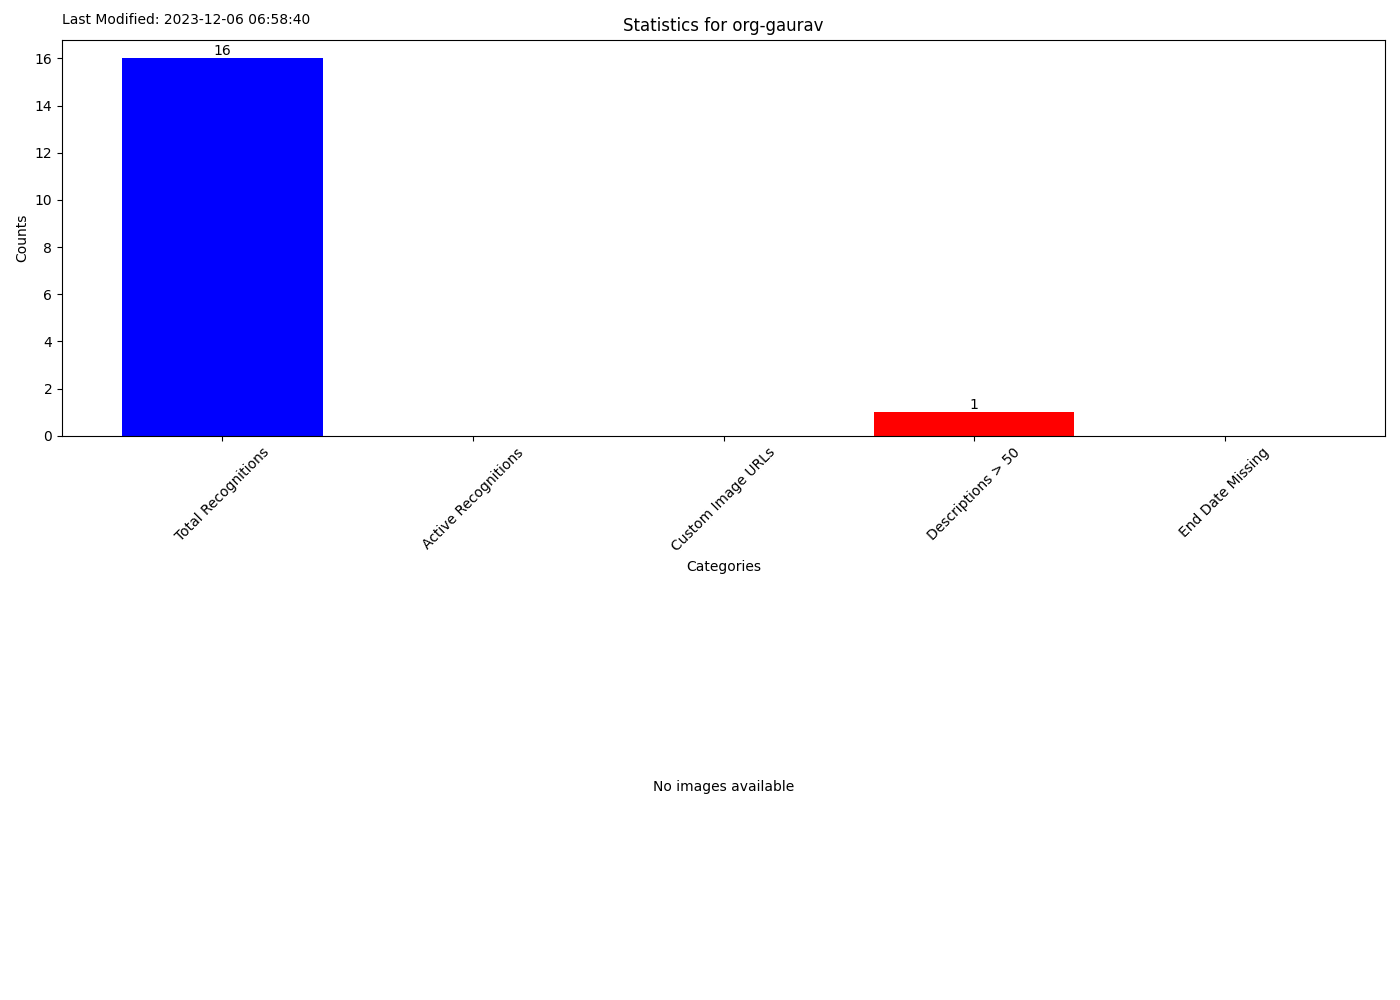 Last Modified: 2023-12-06 06:58:40
Statistics for org-gaurav
16
16
14
12
10
8
6
4
2
0
Counts
1
Total Recognitions
Active Recognitions
Custom Image URLs
Descriptions > 50
End Date Missing
Categories
No images available